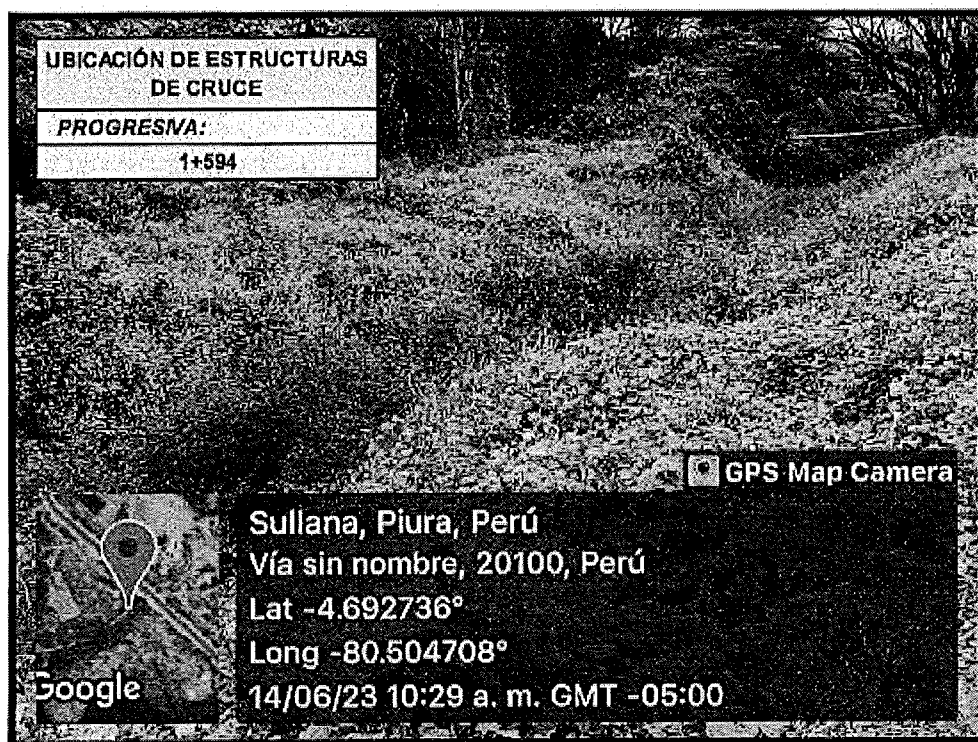 UBICACIÓN DE ESTRUCTURAS
DE CRUCE
PROGRESIVA:
1+594
GPS Map Camera
Sullana, Piura, Perú
Vía sin nombre, 20100, Perú
Lat -4.692736°
Long -80.504708°
14/06/23 10:29 a. m. GMT -05:00
Google